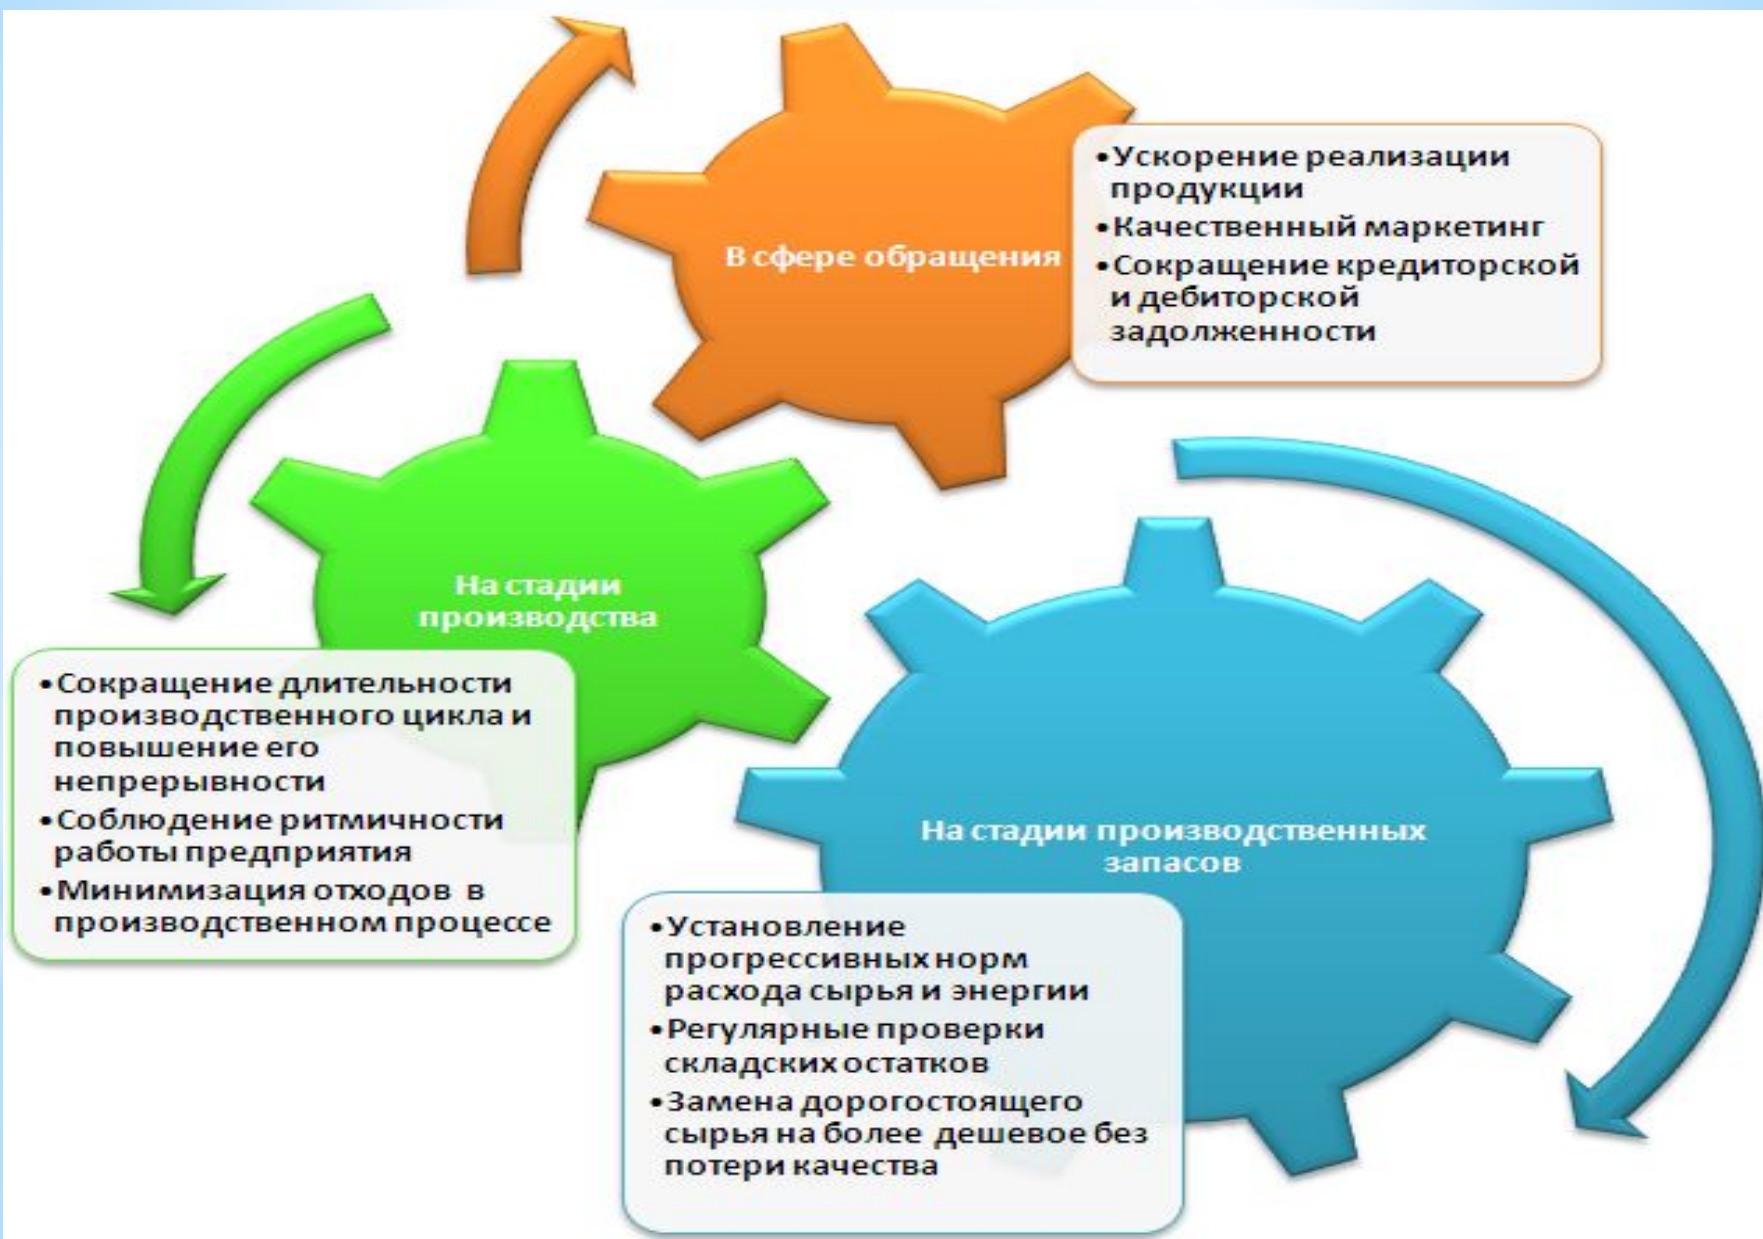 В сфере обращения
•Ускорение реализации
продукции
•Качественный маркетинг
•Сокращение кредиторской
и дебиторской
задолженности
На стадии
производства
•Сокращение длительности
производственного цикла и
повышение его
непрерывности
•Соблюдение ритмичности
работы предприятия
•Минимизация отходов в
производственном процессе
На стадии производственных
запасов
•Установление
прогрессивных норм
расхода сырья и энергии
•Регулярные проверки
складских остатков
•Замена дорогостоящего
сырья на более дешевое без
потери качества